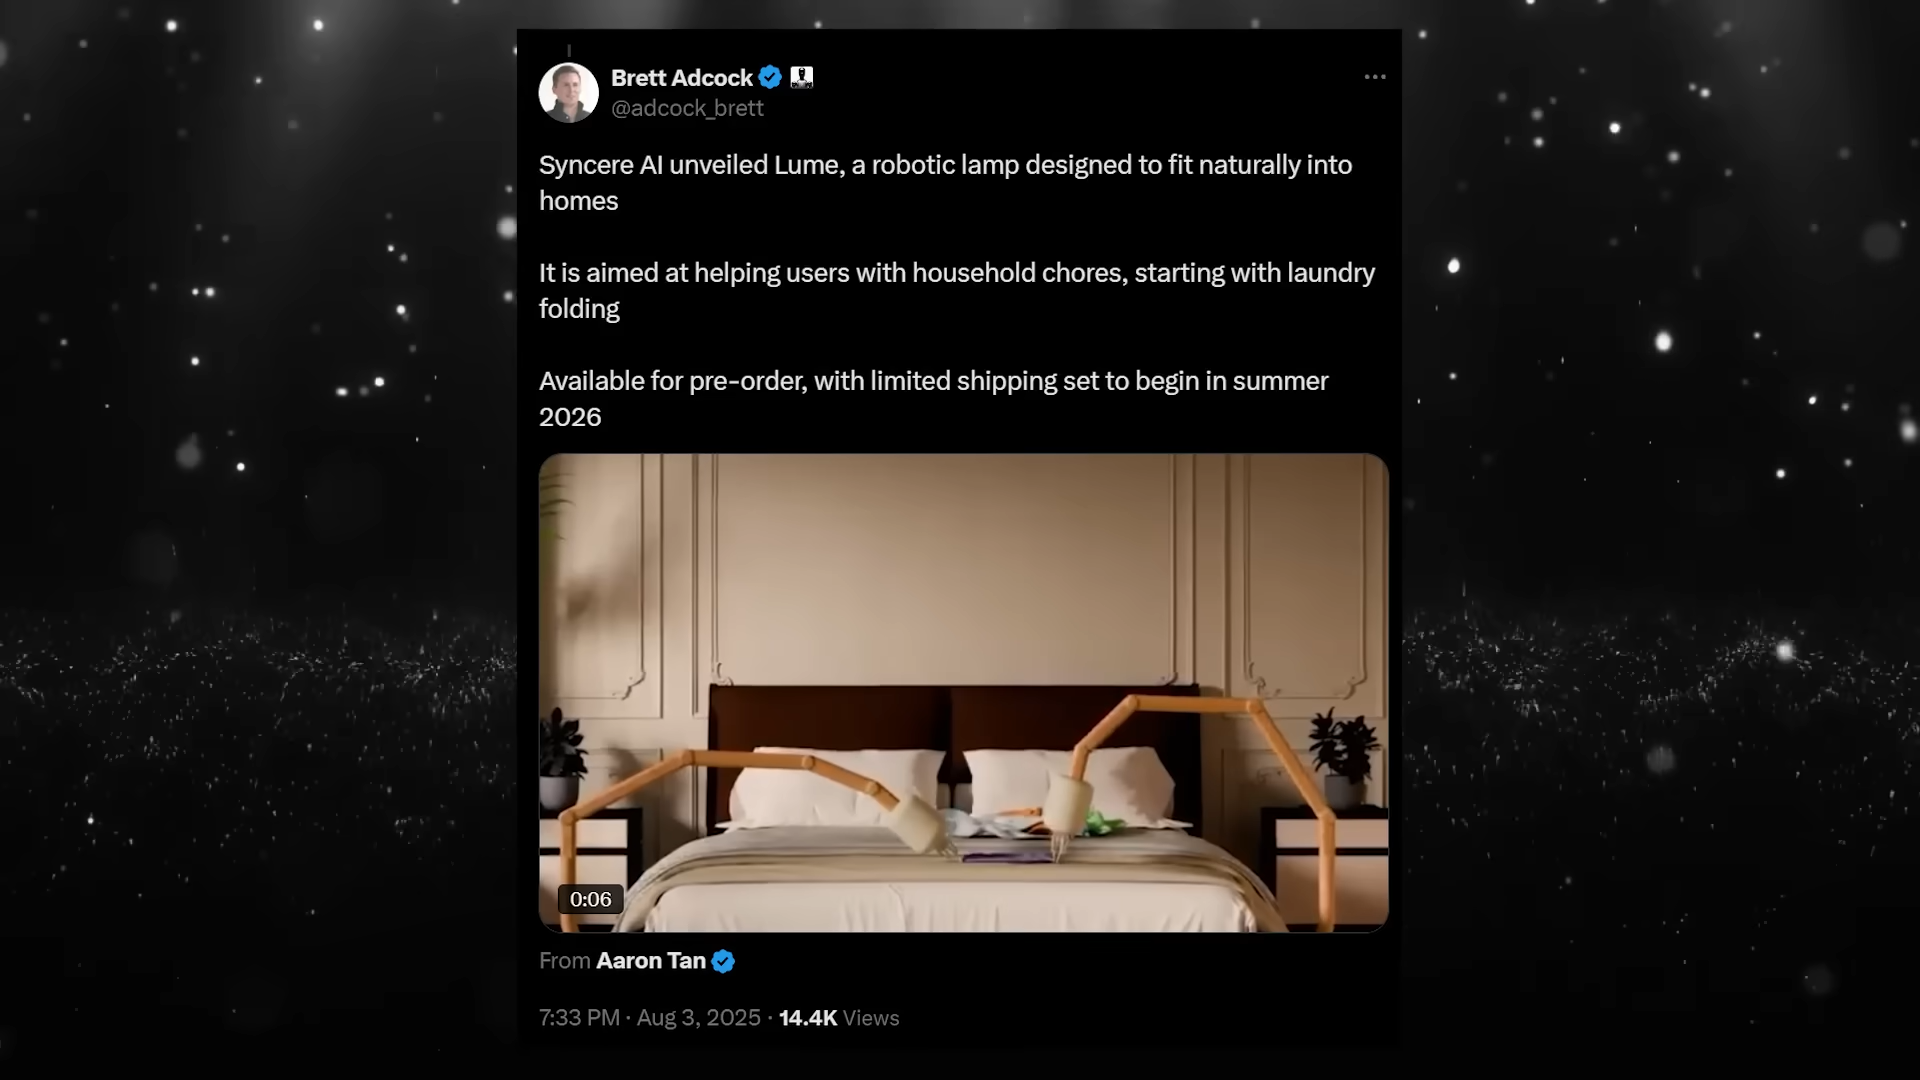 Brett Adcock
@adcock_brett
Syncere AI unveiled Lume, a robotic lamp designed to fit naturally into
homes
It is aimed at helping users with household chores, starting with laundry
folding
Available for pre-order, with limited shipping set to begin in summer
2026
0:06
From Aaron Tan
7:33 PM · Aug 3, 2025 · 14.4K Views